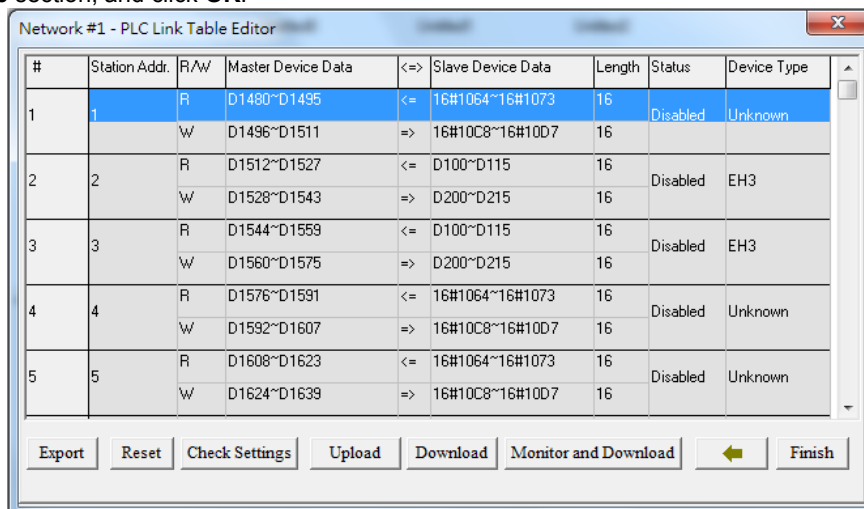 section, and click OK.
Network #1 - PLC Link Table Editor
# Station Addr. R/W Master Device Data <=> Slave Device Data Length Status Device Type
1 1 R D1480~D1495 <= 16#1064~16#1073 16 Disabled Unknown
W D1496~D1511 => 16#10C8~16#10D7 16
2 2 R D1512~D1527 <= D100~D115 16 Disabled EH3
W D1528~D1543 => D200~D215 16
3 3 R D1544~D1559 <= D100~D115 16 Disabled EH3
W D1560~D1575 => D200~D215 16
4 4 R D1576~D1591 <= 16#1064~16#1073 16 Disabled Unknown
W D1592~D1607 => 16#10C8~16#10D7 16
5 5 R D1608~D1623 <= 16#1064~16#1073 16 Disabled Unknown
W D1624~D1639 => 16#10C8~16#10D7 16
Export Reset Check Settings Upload Download Monitor and Download Finish